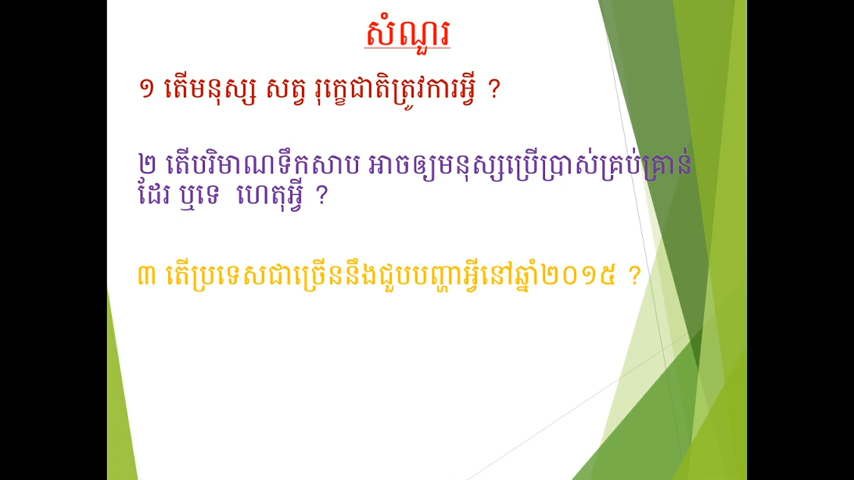 សំណួរ
១ តើមនុស្ស សត្វ រុក្ខជាតិត្រូវការអ្វី ?
២ តើបរិមាណទឹកសាប អាចឲ្យមនុស្សប្រើប្រាស់គ្រប់គ្រាន់
ដែរ ឬទេ ហេតុអ្វី ?
៣ តើប្រទេសជាច្រើននឹងជួបបញ្ហាអ្វីនៅឆ្នាំ២០១៥ ?